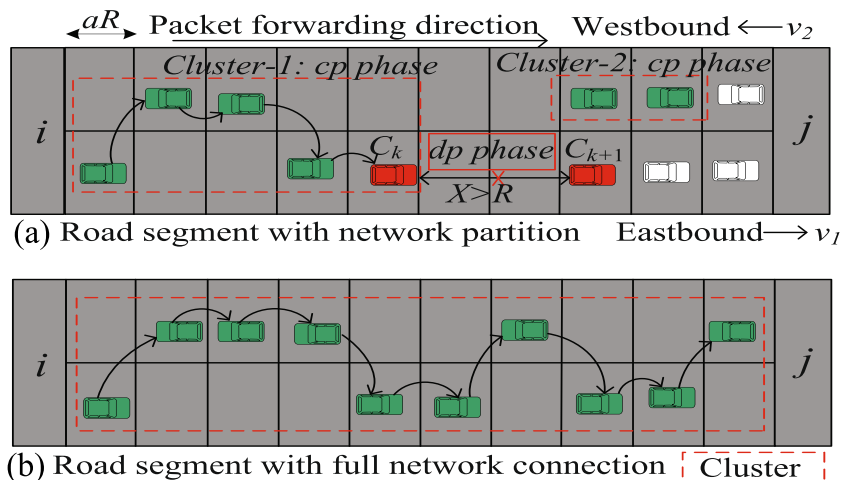 aR Packet forwarding direction Westbound v2
Cluster-1: cp phase Cluster-2: cp phase
i j
Ck dp phase Ck+1
X>R
(a) Road segment with network partition Eastbound v1
i j
(b) Road segment with full network connection Cluster